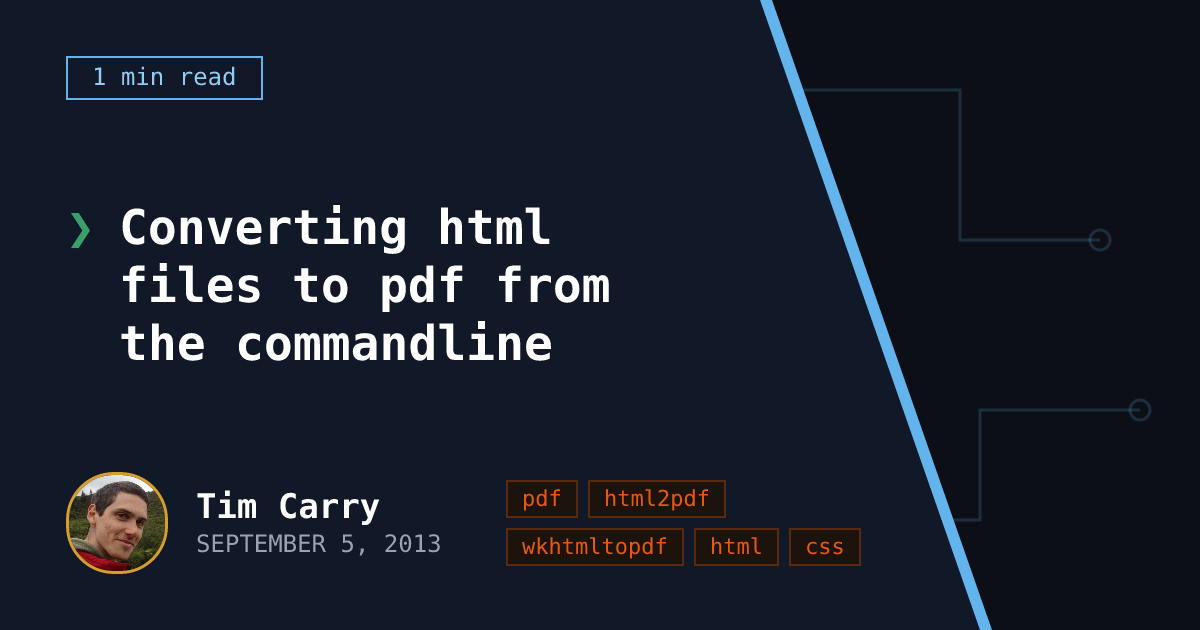 1 min read
❯ Converting html
files to pdf from
the commandline
Tim Carry
SEPTEMBER 5, 2013
pdf html2pdf
wkhtmltopdf html css